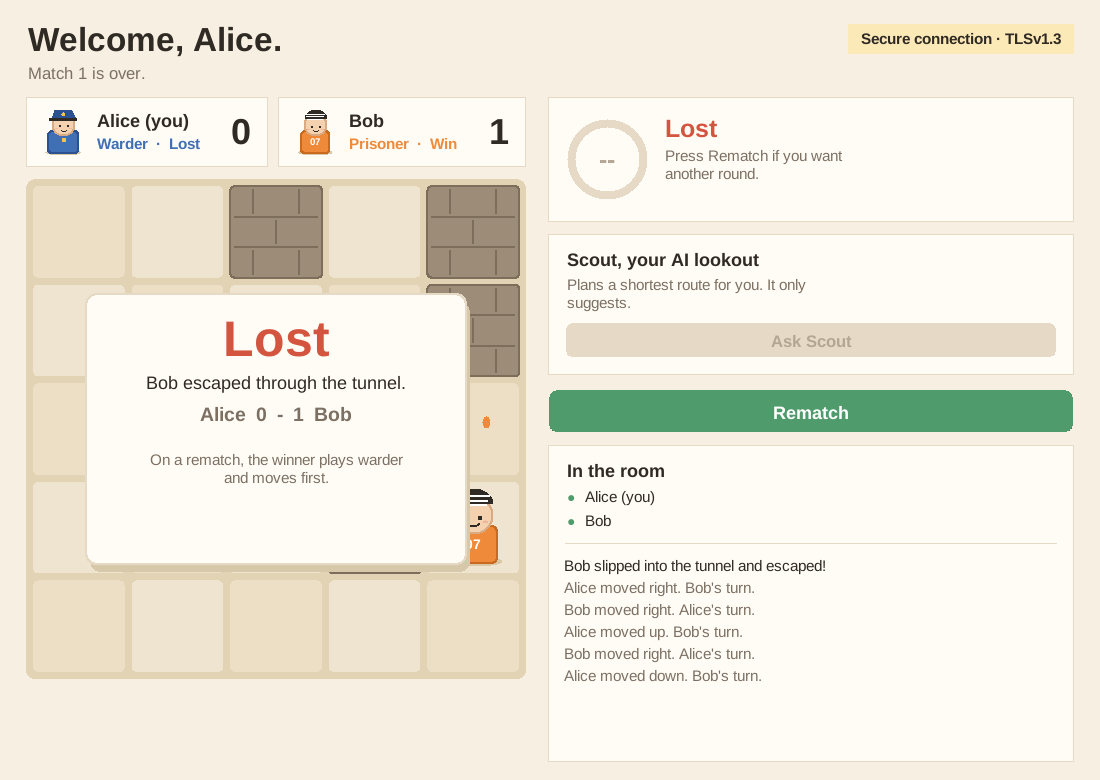 Welcome, Alice.
Match 1 is over.
Secure connection · TLSv1.3
Alice (you)
Warder · Lost
0
07
Bob
Prisoner · Win
1
--
Lost
Press Rematch if you want
another round.
Scout, your AI lookout
Plans a shortest route for you. It only
suggests.
Ask Scout
Rematch
Lost
Bob escaped through the tunnel.
Alice 0 - 1 Bob
On a rematch, the winner plays warder
and moves first.
07
In the room
Alice (you)
Bob
Bob slipped into the tunnel and escaped!
Alice moved right. Bob's turn.
Bob moved right. Alice's turn.
Alice moved up. Bob's turn.
Bob moved right. Alice's turn.
Alice moved down. Bob's turn.